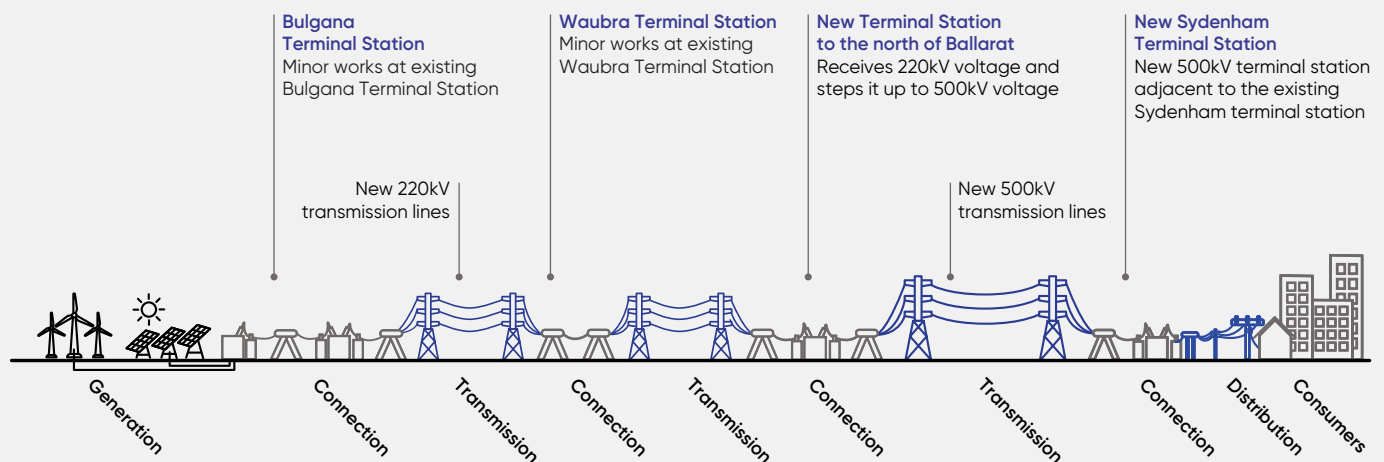 Bulgana
Terminal Station
Minor works at existing
Bulgana Terminal Station
Waubra Terminal Station
Minor works at existing
Waubra Terminal Station
New Terminal Station
to the north of Ballarat
Receives 220kV voltage and
steps it up to 500kV voltage
New Sydenham
Terminal Station
New 500kV terminal station
adjacent to the existing
Sydenham terminal station
New 220kV
transmission lines
New 500kV
transmission lines
Generation
Connection
Transmission
Connection
Transmission
Connection
Transmission
Connection
Distribution
Consumers